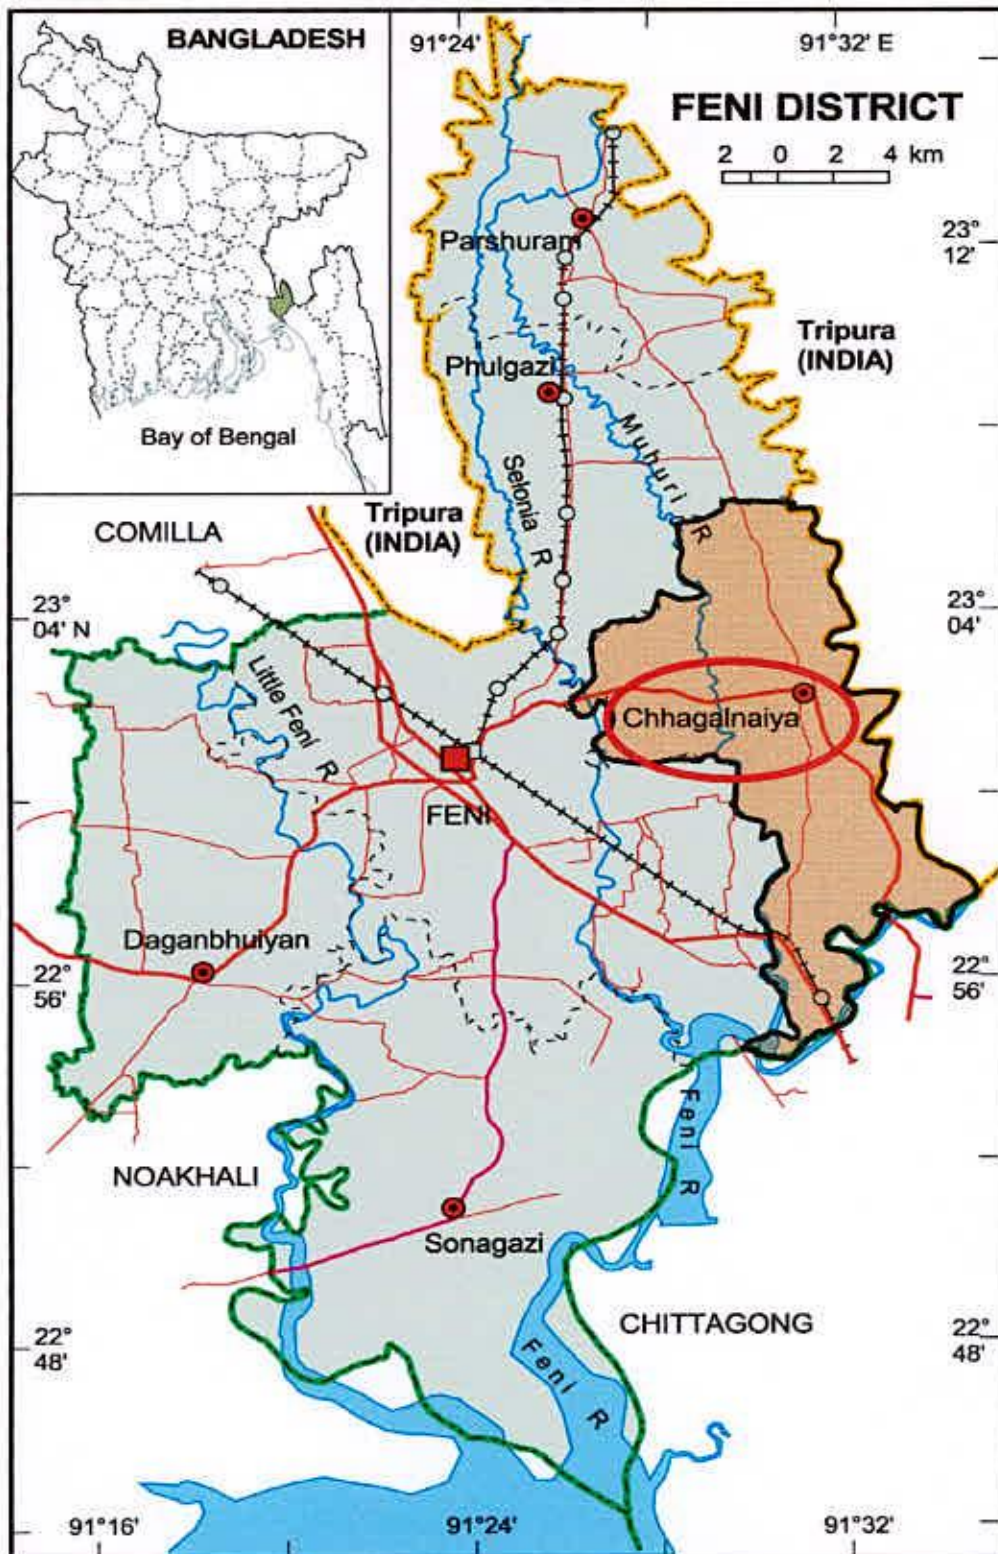 BANGLADESH
Bay of Bengal
91°24'
91°32' E
FENI DISTRICT
2 0 2 4 km
Parshuram
23°
12'
Tripura
(INDIA)
Phulgazi
Muhuri R
Selonia R
COMILLA
Tripura
(INDIA)
23°
04' N
23°
04'
Little Feni R
Chhagalnaiya
FENI
Daganbhuiyan
22°
56'
22°
56'
Feni R
NOAKHALI
Sonagazi
CHITTAGONG
22°
48'
22°
48'
Feni R
91°16'
91°24'
91°32'